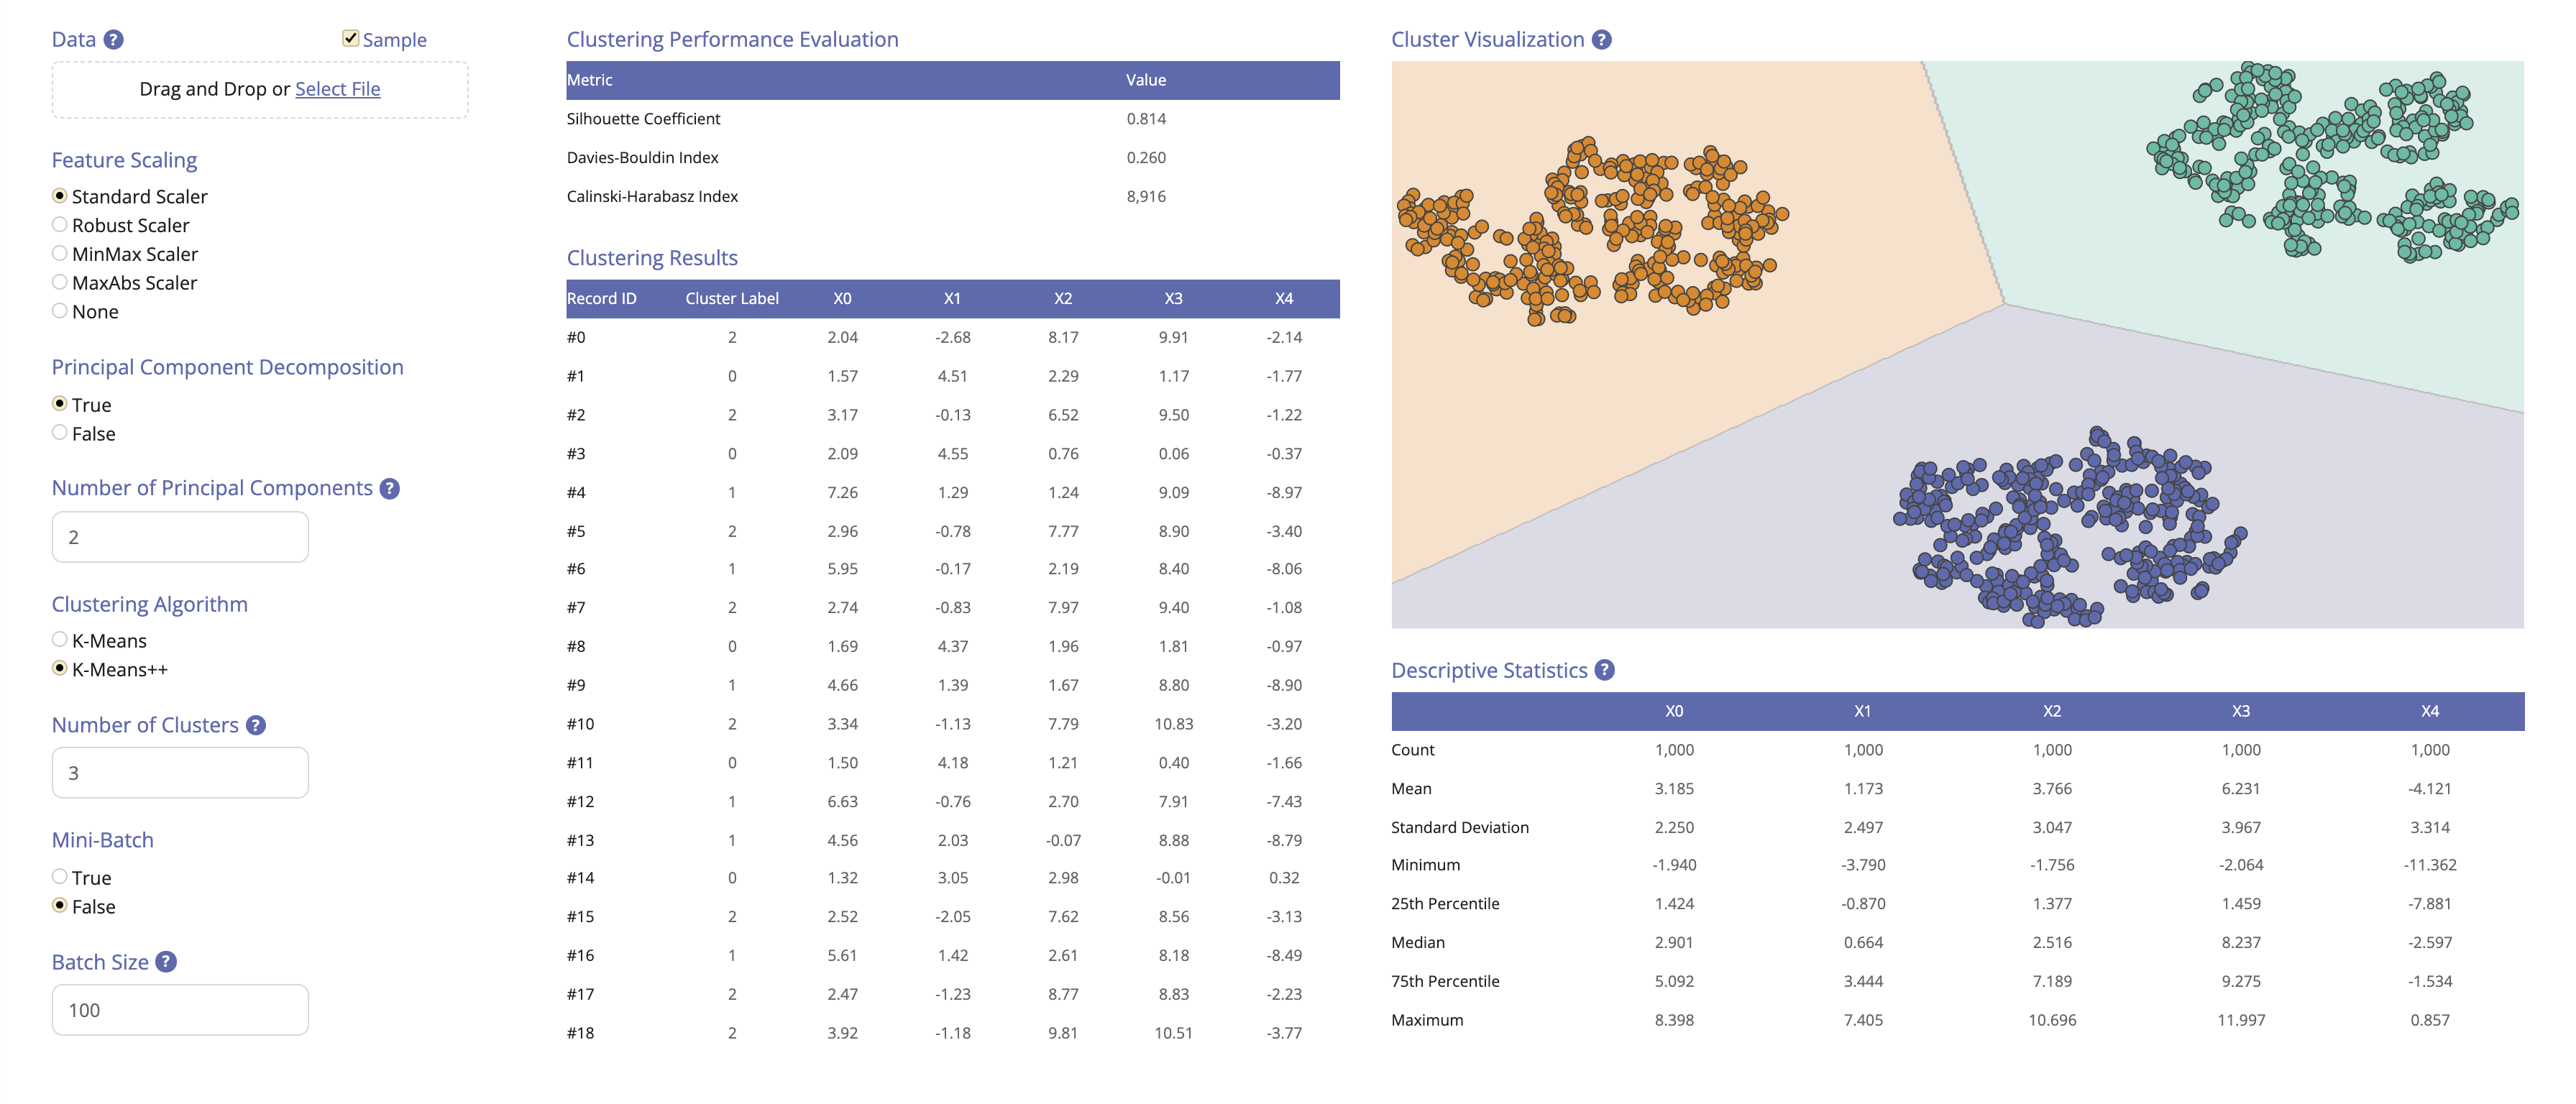 Data ?
Sample
Drag and Drop or Select File
Feature Scaling
Standard Scaler
Robust Scaler
MinMax Scaler
MaxAbs Scaler
None
Principal Component Decomposition
True
False
Number of Principal Components ?
2
Clustering Algorithm
K-Means
K-Means++
Number of Clusters ?
3
Mini-Batch
True
False
Batch Size ?
100
Clustering Performance Evaluation
Metric Value
Silhouette Coefficient 0.814
Davies-Bouldin Index 0.260
Calinski-Harabasz Index 8,916
Clustering Results
Record ID Cluster Label X0 X1 X2 X3 X4
#0 2 2.04 -2.68 8.17 9.91 -2.14
#1 0 1.57 4.51 2.29 1.17 -1.77
#2 2 3.17 -0.13 6.52 9.50 -1.22
#3 0 2.09 4.55 0.76 0.06 -0.37
#4 1 7.26 1.29 1.24 9.09 -8.97
#5 2 2.96 -0.78 7.77 8.90 -3.40
#6 1 5.95 -0.17 2.19 8.40 -8.06
#7 2 2.74 -0.83 7.97 9.40 -1.08
#8 0 1.69 4.37 1.96 1.81 -0.97
#9 1 4.66 1.39 1.67 8.80 -8.90
#10 2 3.34 -1.13 7.79 10.83 -3.20
#11 0 1.50 4.18 1.21 0.40 -1.66
#12 1 6.63 -0.76 2.70 7.91 -7.43
#13 1 4.56 2.03 -0.07 8.88 -8.79
#14 0 1.32 3.05 2.98 -0.01 0.32
#15 2 2.52 -2.05 7.62 8.56 -3.13
#16 1 5.61 1.42 2.61 8.18 -8.49
#17 2 2.47 -1.23 8.77 8.83 -2.23
#18 2 3.92 -1.18 9.81 10.51 -3.77
Cluster Visualization ?
Descriptive Statistics ?
X0 X1 X2 X3 X4
Count 1,000 1,000 1,000 1,000 1,000
Mean 3.185 1.173 3.766 6.231 -4.121
Standard Deviation 2.250 2.497 3.047 3.967 3.314
Minimum -1.940 -3.790 -1.756 -2.064 -11.362
25th Percentile 1.424 -0.870 1.377 1.459 -7.881
Median 2.901 0.664 2.516 8.237 -2.597
75th Percentile 5.092 3.444 7.189 9.275 -1.534
Maximum 8.398 7.405 10.696 11.997 0.857